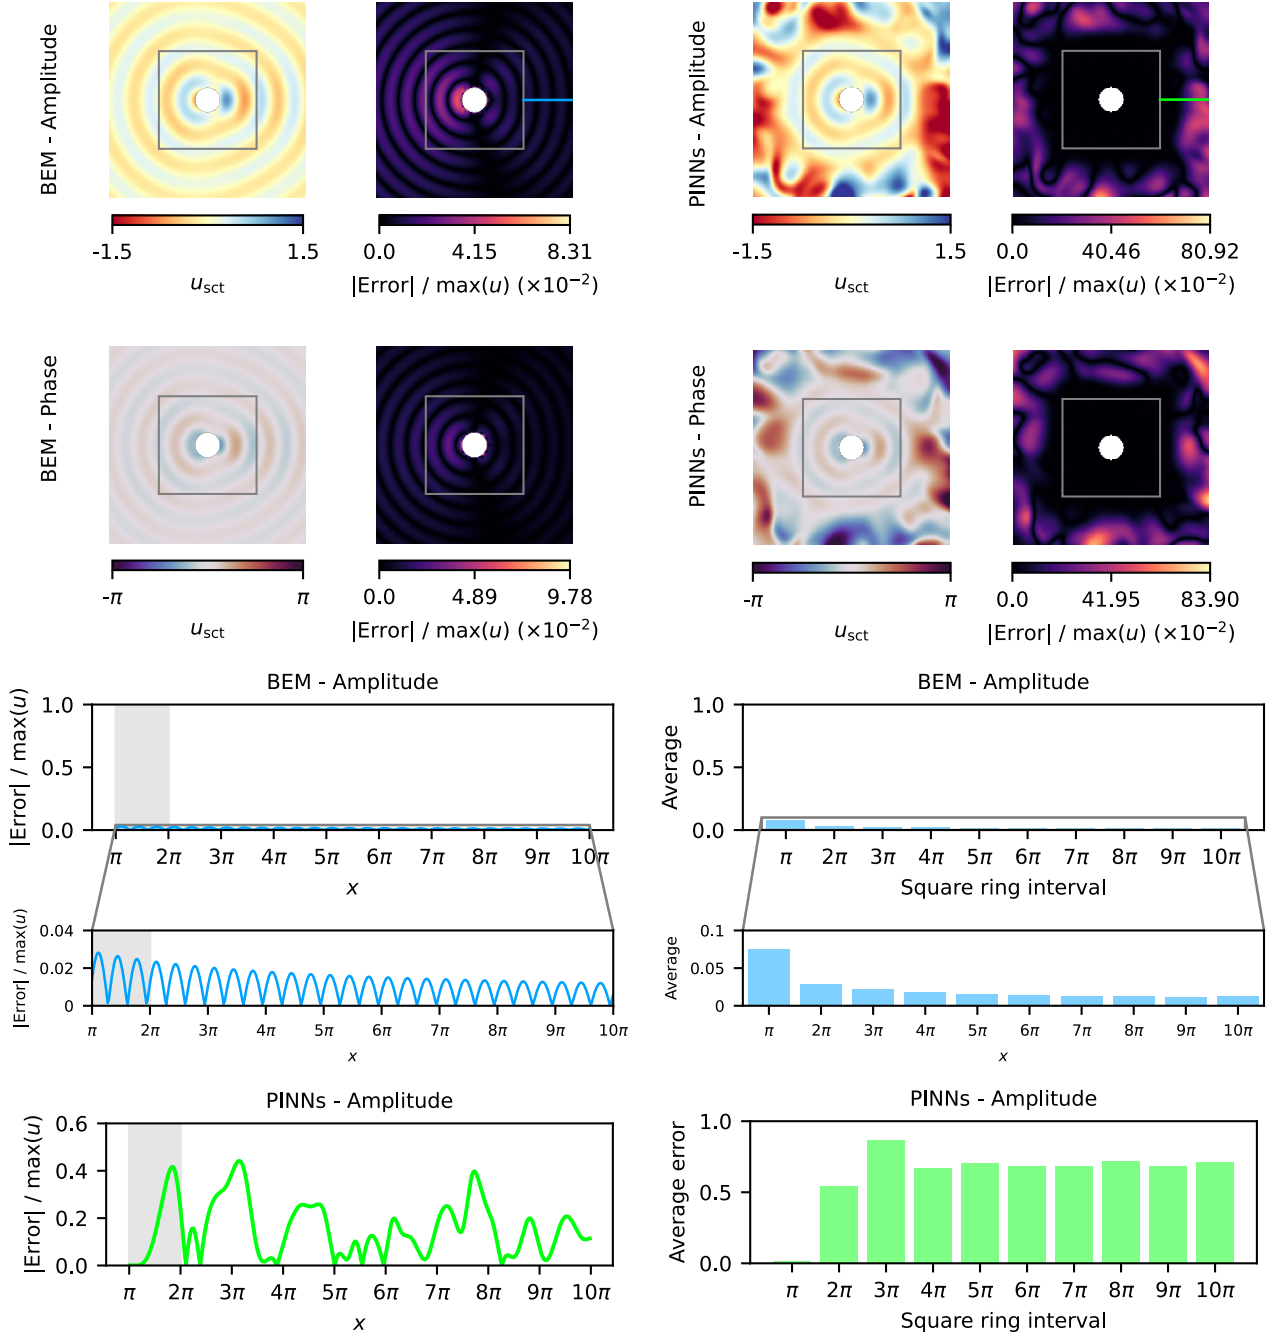 BEM - Amplitude
-1.5 1.5
u_sct
0.0 4.15 8.31
|Error| / max(u) (×10⁻²)
PINNs - Amplitude
-1.5 1.5
u_sct
0.0 40.46 80.92
|Error| / max(u) (×10⁻²)
BEM - Phase
-π π
u_sct
0.0 4.89 9.78
|Error| / max(u) (×10⁻²)
PINNs - Phase
-π π
u_sct
0.0 41.95 83.90
|Error| / max(u) (×10⁻²)
BEM - Amplitude
|Error| / max(u)
1.0
0.5
0.0
π 2π 3π 4π 5π 6π 7π 8π 9π 10π
x
BEM - Amplitude
Average
1.0
0.5
0.0
π 2π 3π 4π 5π 6π 7π 8π 9π 10π
Square ring interval
|Error| / max(u)
0.04
0.02
0
π 2π 3π 4π 5π 6π 7π 8π 9π 10π
x
Average
0.1
0.05
0
π 2π 3π 4π 5π 6π 7π 8π 9π 10π
x
PINNs - Amplitude
|Error| / max(u)
0.6
0.4
0.2
0.0
π 2π 3π 4π 5π 6π 7π 8π 9π 10π
x
PINNs - Amplitude
Average error
1.0
0.5
0.0
π 2π 3π 4π 5π 6π 7π 8π 9π 10π
Square ring interval